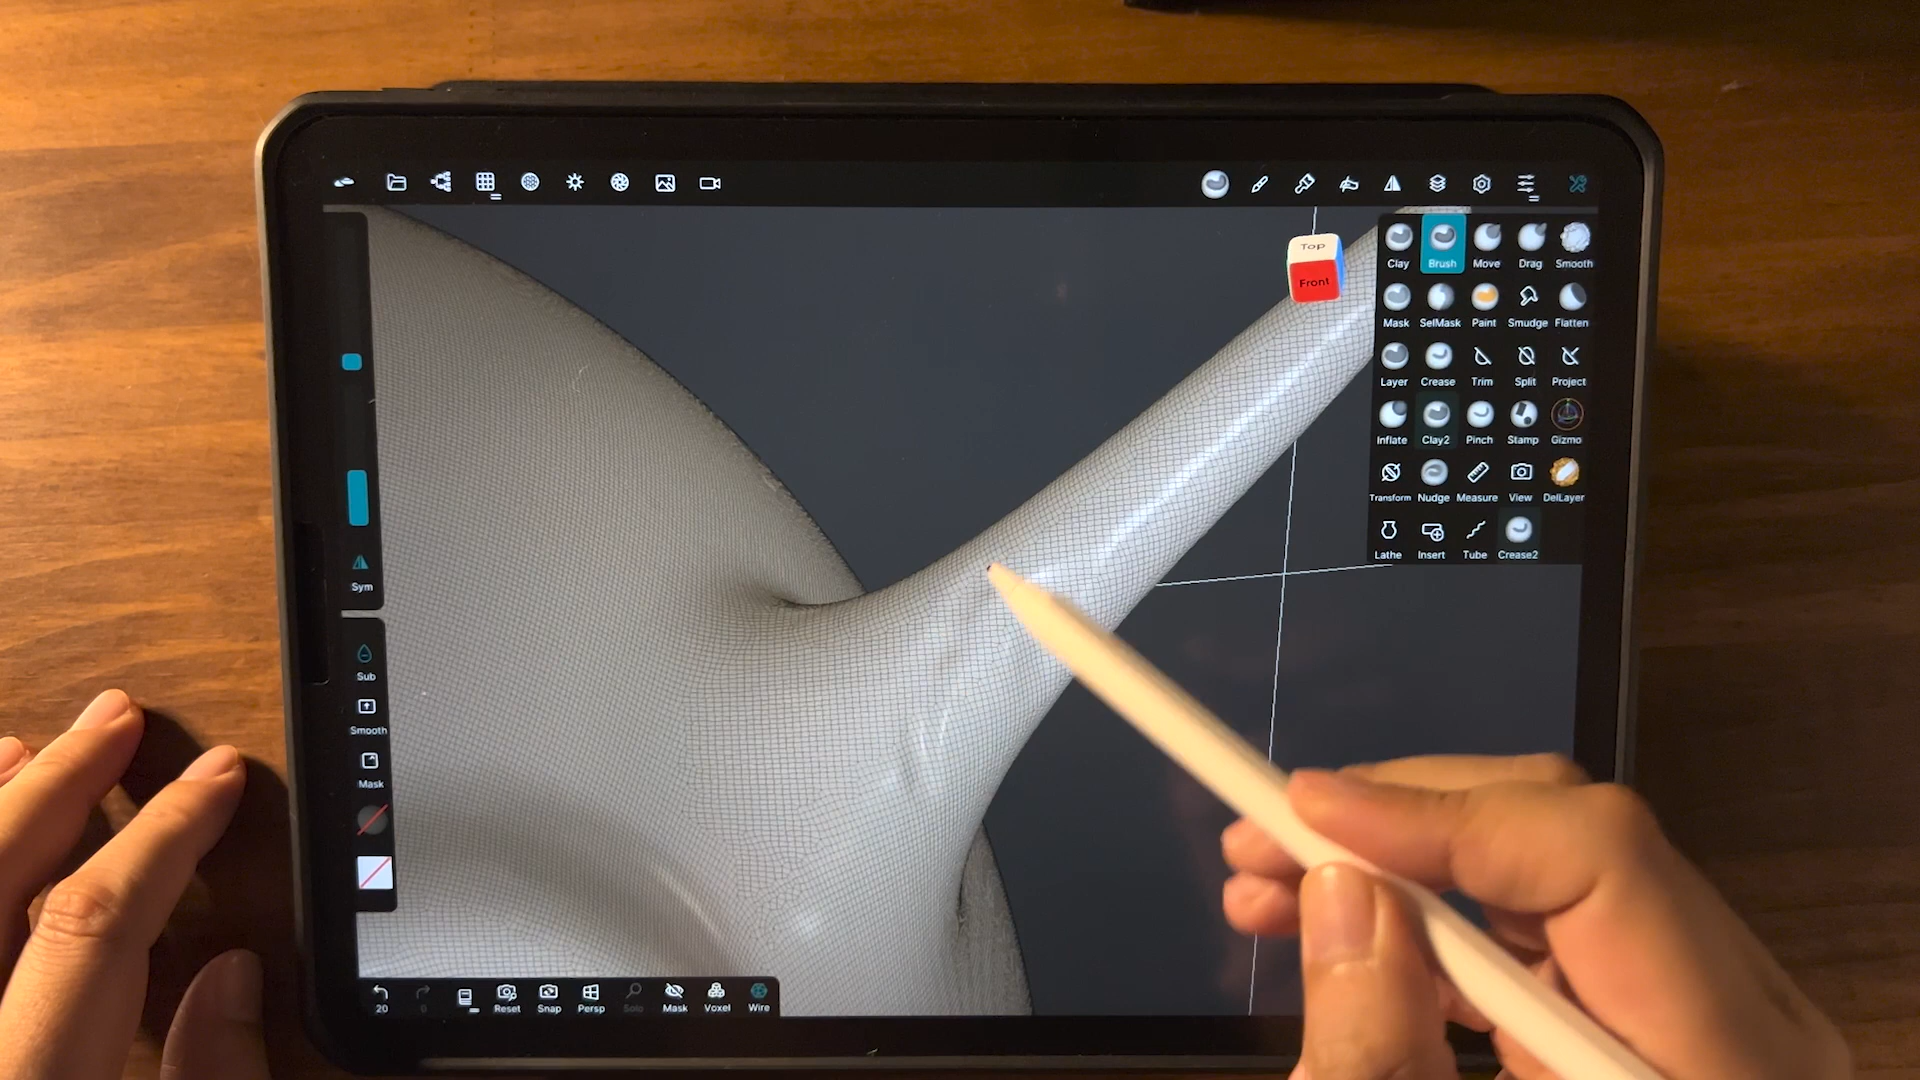 Top
Front
Clay Brush Move Drag Smooth
Mask SelMask Paint Smudge Flatten
Layer Crease Trim Split Project
Inflate Clay2 Pinch Stamp Gizmo
Transform Nudge Measure View DelLayer
Lathe Insert Tube Crease2
Sym
Sub
Smooth
Mask
20 0 Reset Snap Persp Solo Mask Voxel Wire